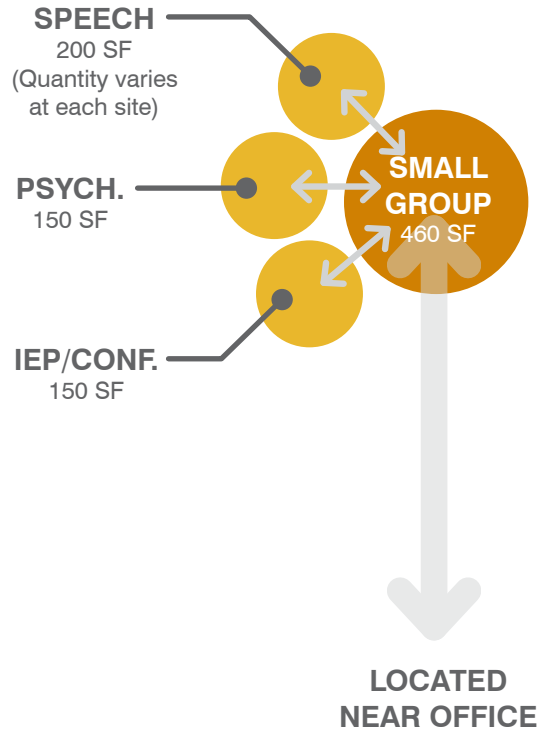 SPEECH
200 SF
(Quantity varies
at each site)
SMALL
GROUP
460 SF
PSYCH.
150 SF
IEP/CONF.
150 SF
LOCATED
NEAR OFFICE